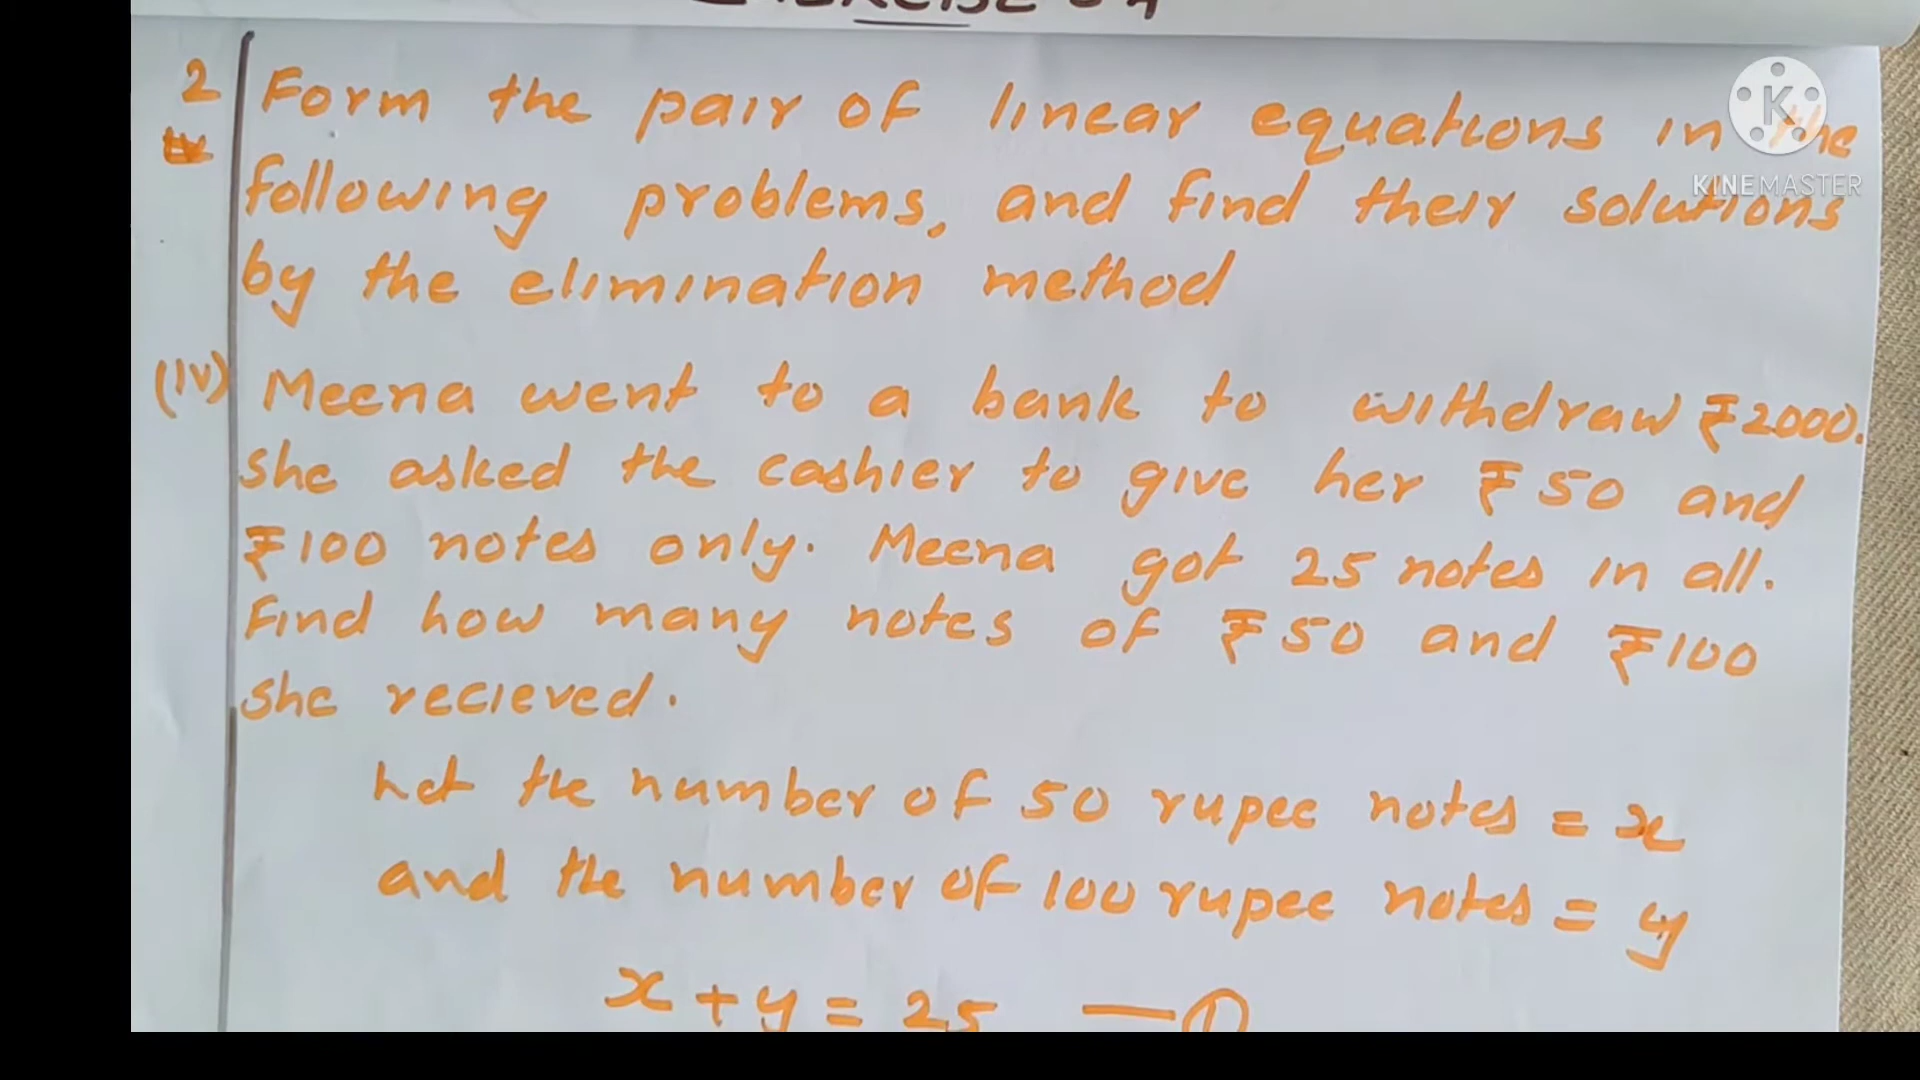 2 Form the pair of linear equations in the
following problems, and find their solutions
by the elimination method
(iv) Meena went to a bank to withdraw ₹2000.
She asked the cashier to give her ₹50 and
₹100 notes only. Meena got 25 notes in all.
Find how many notes of ₹50 and ₹100
she recieved.
Let the number of 50 rupee notes = x
and the number of 100 rupee notes = y
x + y = 25 — ①
K
KINEMASTER